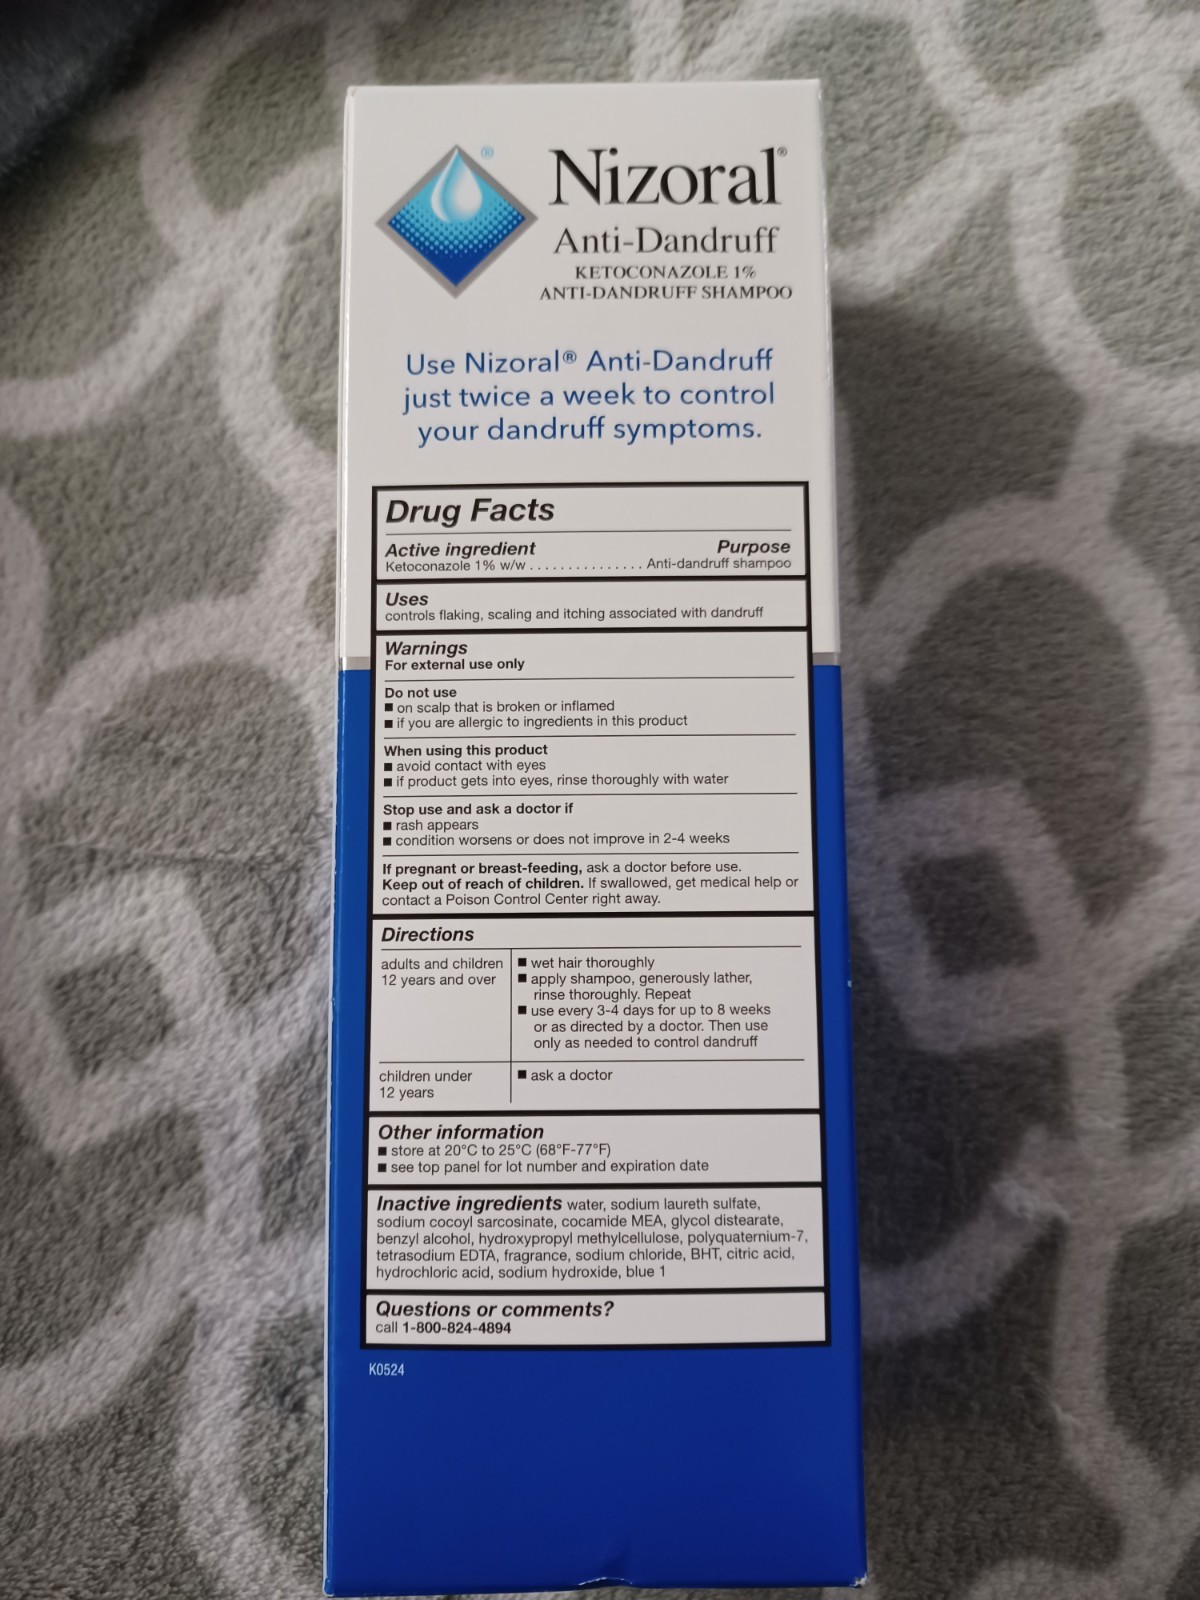 ®
Nizoral®
Anti-Dandruff
KETOCONAZOLE 1%
ANTI-DANDRUFF SHAMPOO
Use Nizoral® Anti-Dandruff
just twice a week to control
your dandruff symptoms.
Drug Facts
Active ingredient Purpose
Ketoconazole 1% w/w . . . . . . . . . . . . . . . Anti-dandruff shampoo
Uses
controls flaking, scaling and itching associated with dandruff
Warnings
For external use only
Do not use
■ on scalp that is broken or inflamed
■ if you are allergic to ingredients in this product
When using this product
■ avoid contact with eyes
■ if product gets into eyes, rinse thoroughly with water
Stop use and ask a doctor if
■ rash appears
■ condition worsens or does not improve in 2-4 weeks
If pregnant or breast-feeding, ask a doctor before use.
Keep out of reach of children. If swallowed, get medical help or
contact a Poison Control Center right away.
Directions
adults and children
12 years and over
■ wet hair thoroughly
■ apply shampoo, generously lather,
rinse thoroughly. Repeat
■ use every 3-4 days for up to 8 weeks
or as directed by a doctor. Then use
only as needed to control dandruff
children under
12 years
■ ask a doctor
Other information
■ store at 20°C to 25°C (68°F-77°F)
■ see top panel for lot number and expiration date
Inactive ingredients water, sodium laureth sulfate,
sodium cocoyl sarcosinate, cocamide MEA, glycol distearate,
benzyl alcohol, hydroxypropyl methylcellulose, polyquaternium-7,
tetrasodium EDTA, fragrance, sodium chloride, BHT, citric acid,
hydrochloric acid, sodium hydroxide, blue 1
Questions or comments?
call 1-800-824-4894
K0524